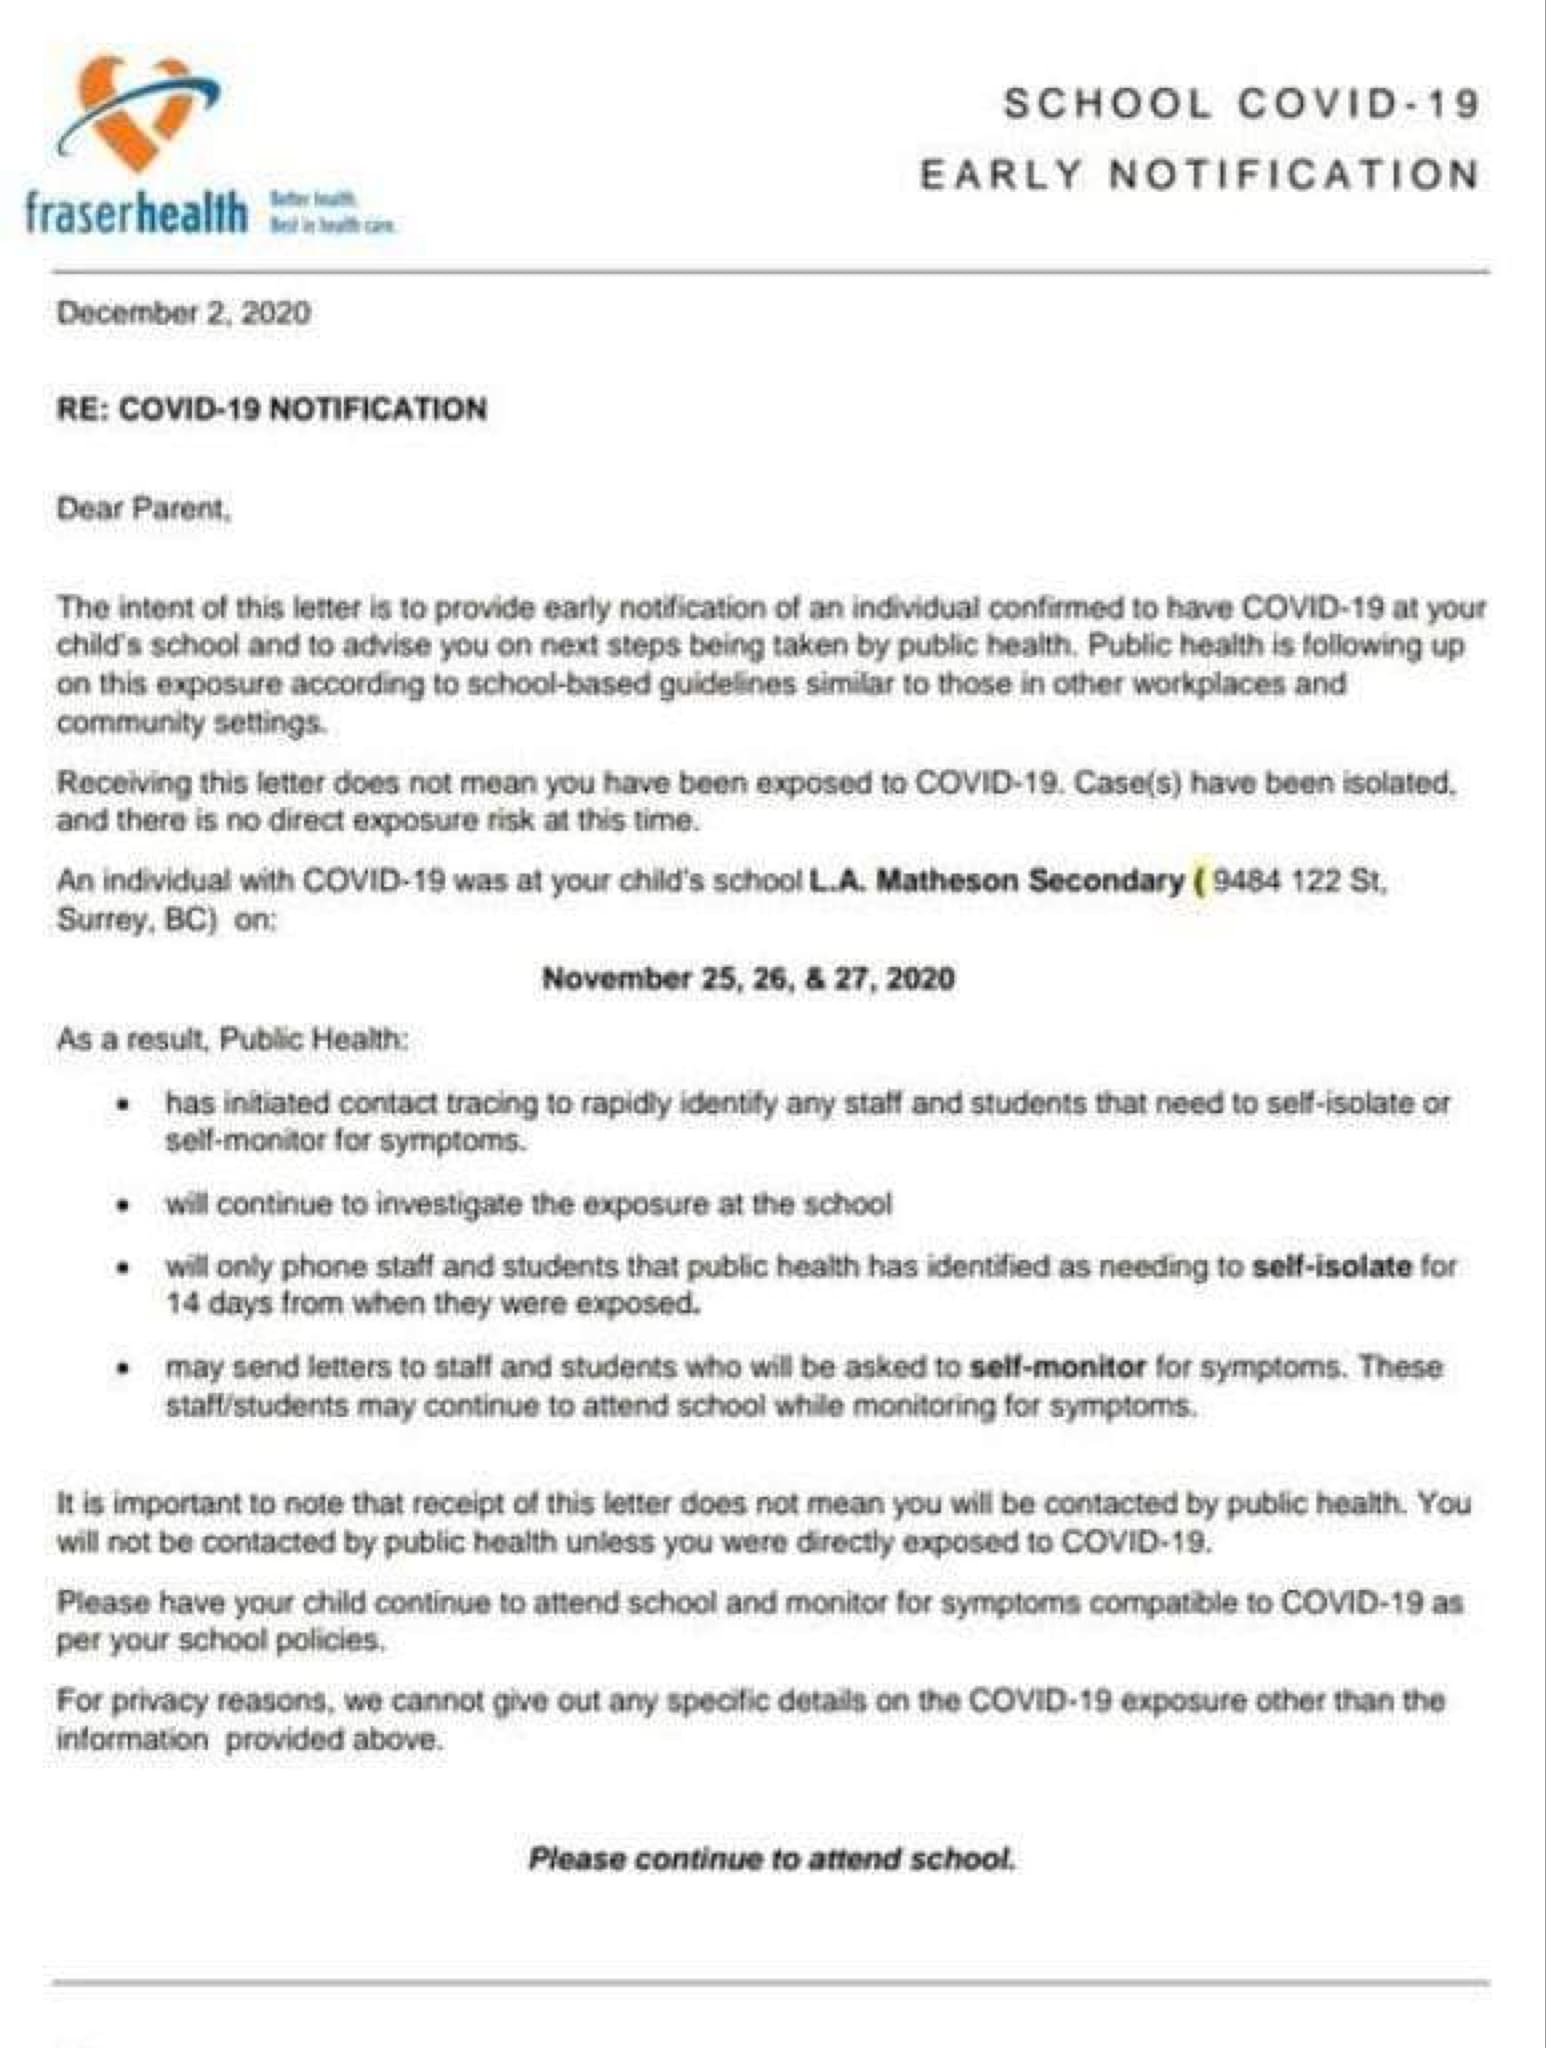 SCHOOL COVID-19
EARLY NOTIFICATION
fraserhealth
Better health.
Best in health care.
December 2, 2020
RE: COVID-19 NOTIFICATION
Dear Parent,
The intent of this letter is to provide early notification of an individual confirmed to have COVID-19 at your
child's school and to advise you on next steps being taken by public health. Public health is following up
on this exposure according to school-based guidelines similar to those in other workplaces and
community settings.
Receiving this letter does not mean you have been exposed to COVID-19. Case(s) have been isolated,
and there is no direct exposure risk at this time.
An individual with COVID-19 was at your child's school L.A. Matheson Secondary ( 9484 122 St,
Surrey, BC) on:
November 25, 26, & 27, 2020
As a result, Public Health:
• has initiated contact tracing to rapidly identify any staff and students that need to self-isolate or
self-monitor for symptoms.
• will continue to investigate the exposure at the school
• will only phone staff and students that public health has identified as needing to self-isolate for
14 days from when they were exposed.
• may send letters to staff and students who will be asked to self-monitor for symptoms. These
staff/students may continue to attend school while monitoring for symptoms.
It is important to note that receipt of this letter does not mean you will be contacted by public health. You
will not be contacted by public health unless you were directly exposed to COVID-19.
Please have your child continue to attend school and monitor for symptoms compatible to COVID-19 as
per your school policies.
For privacy reasons, we cannot give out any specific details on the COVID-19 exposure other than the
information provided above.
Please continue to attend school.